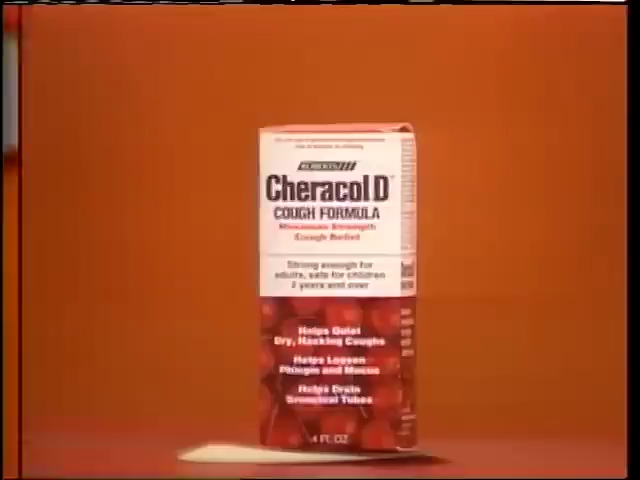 ROBERTS
Cheracol D
COUGH FORMULA
Maximum Strength
Cough Relief
Strong enough for
adults, safe for children
2 years and over
Helps Quiet
Dry, Hacking Coughs
Helps Loosen
Phlegm and Mucus
Helps Drain
Bronchial Tubes
4 FL OZ